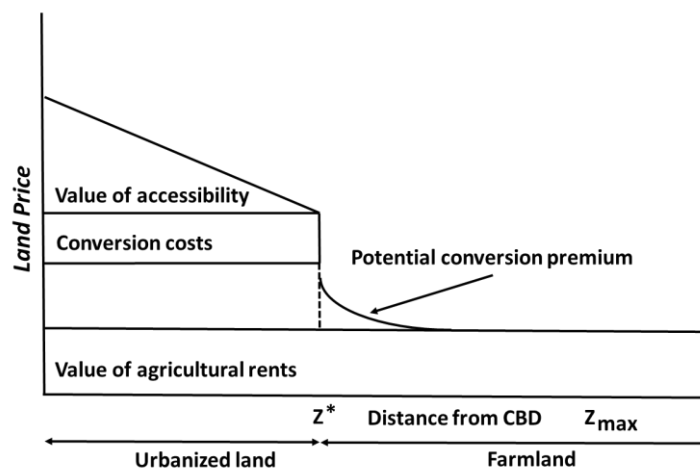 Land Price
Value of accessibility
Conversion costs
Potential conversion premium
Value of agricultural rents
Z* Distance from CBD Zmax
Urbanized land Farmland